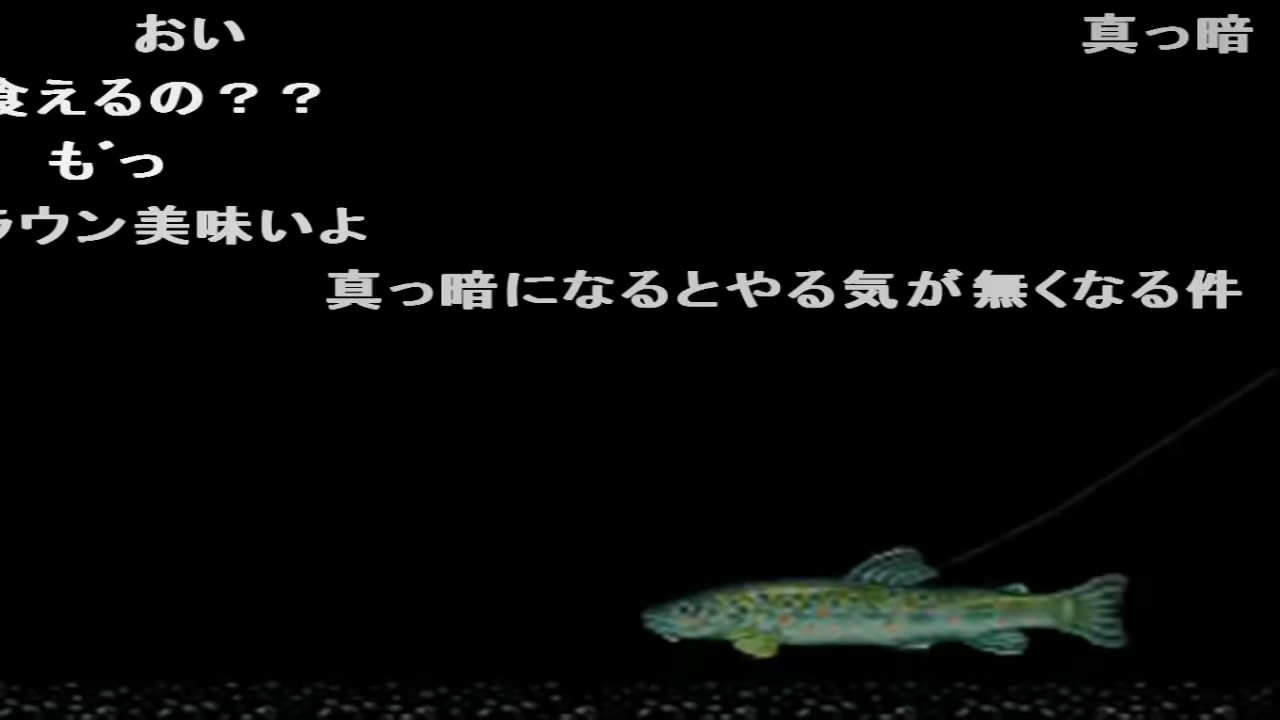 おい
真っ暗
食えるの？？
も゛っ
ラウン美味いよ
真っ暗になるとやる気が無くなる件